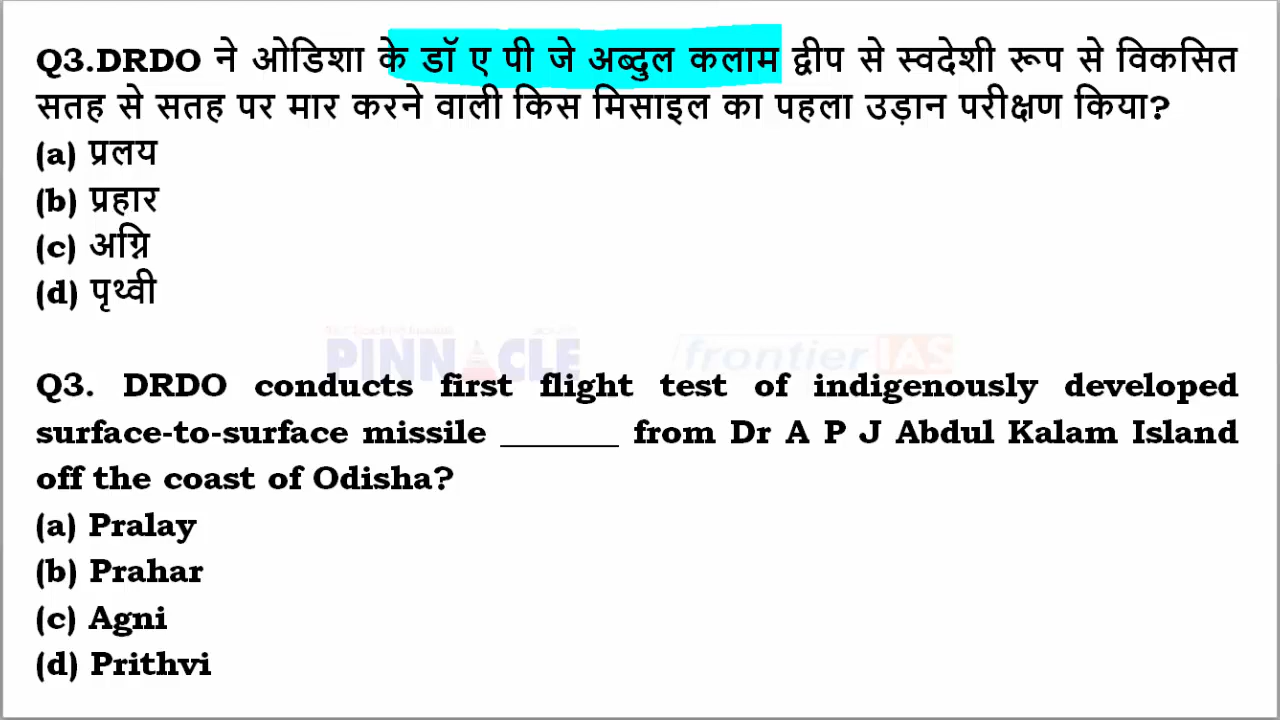 Q3.DRDO ने ओडिशा के डॉ ए पी जे अब्दुल कलाम द्वीप से स्वदेशी रूप से विकसित
सतह से सतह पर मार करने वाली किस मिसाइल का पहला उड़ान परीक्षण किया?
(a) प्रलय
(b) प्रहार
(c) अग्नि
(d) पृथ्वी
PINNACLE frontier IAS
Q3. DRDO conducts first flight test of indigenously developed
surface-to-surface missile _______ from Dr A P J Abdul Kalam Island
off the coast of Odisha?
(a) Pralay
(b) Prahar
(c) Agni
(d) Prithvi